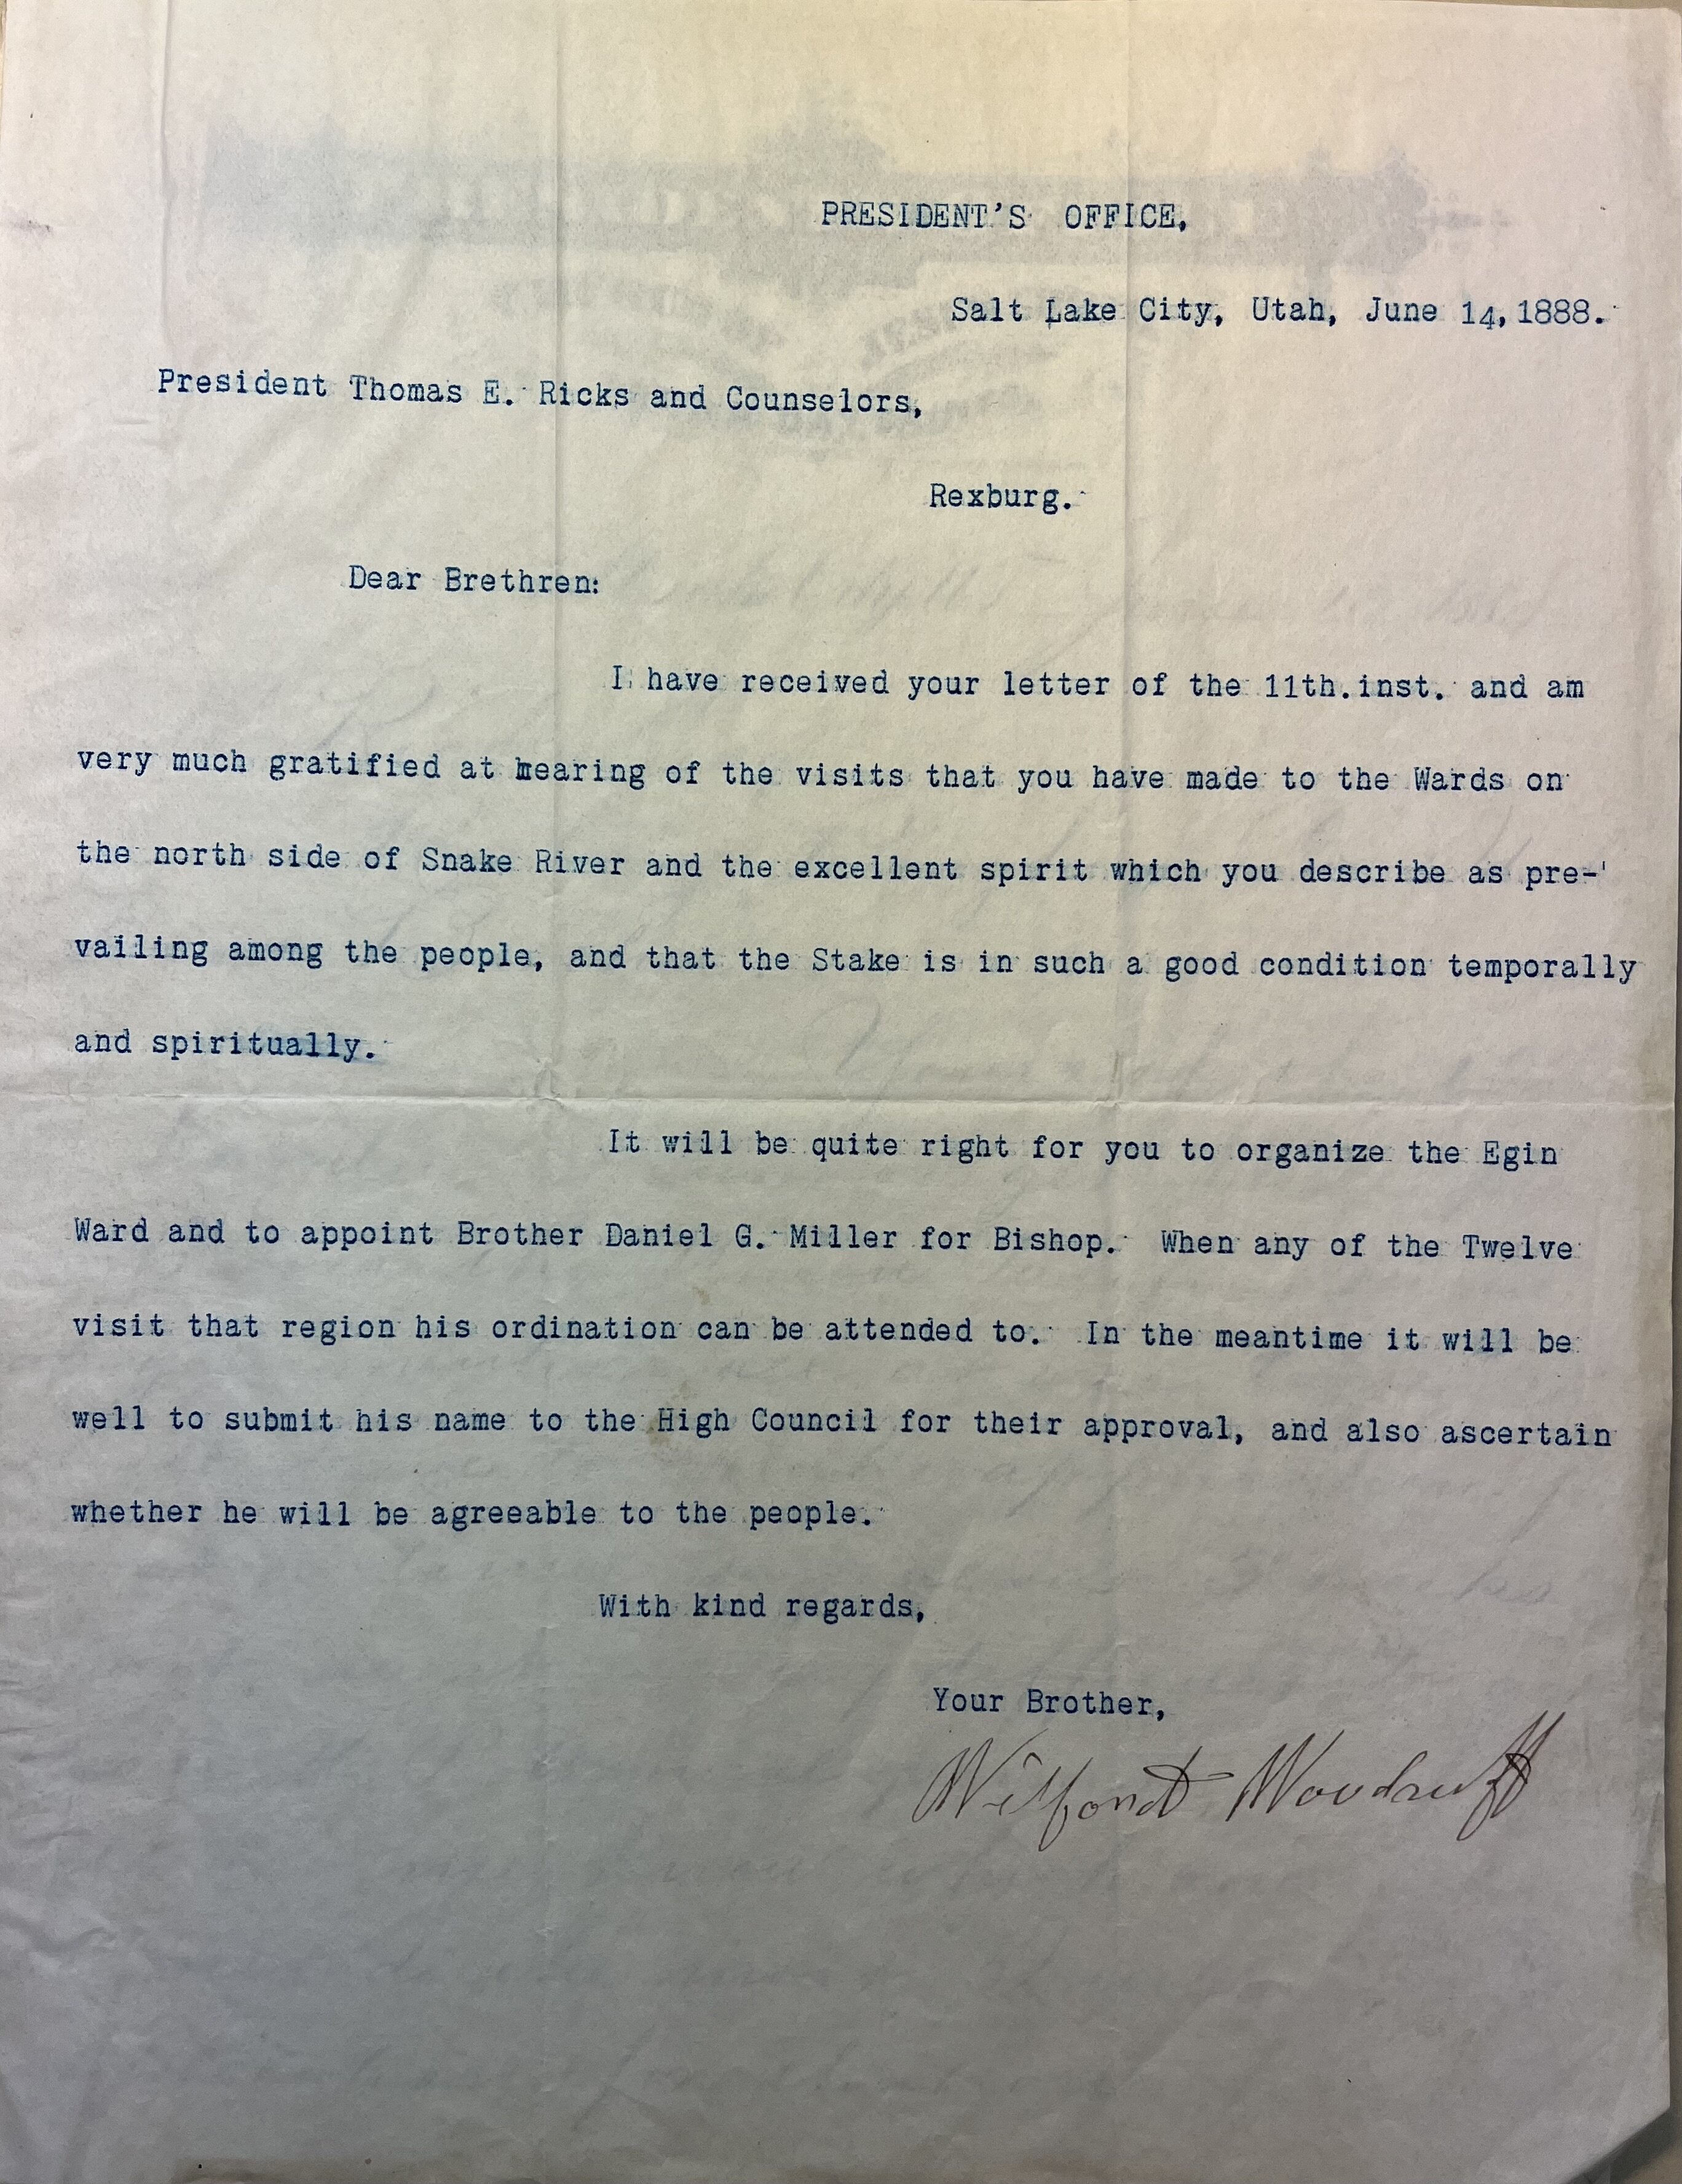 PRESIDENT'S OFFICE,
Salt Lake City, Utah, June 14, 1888.
President Thomas E. Ricks and Counselors,
Rexburg.
Dear Brethren:
I have received your letter of the 11th.inst. and am
very much gratified at hearing of the visits that you have made to the Wards on
the north side of Snake River and the excellent spirit which you describe as pre-'
vailing among the people, and that the Stake is in such a good condition temporally
and spiritually.
It will be quite right for you to organize the Egin
Ward and to appoint Brother Daniel G. Miller for Bishop. When any of the Twelve
visit that region his ordination can be attended to. In the meantime it will be
well to submit his name to the High Council for their approval, and also ascertain
whether he will be agreeable to the people.
With kind regards,
Your Brother,
Wilford Woodruff